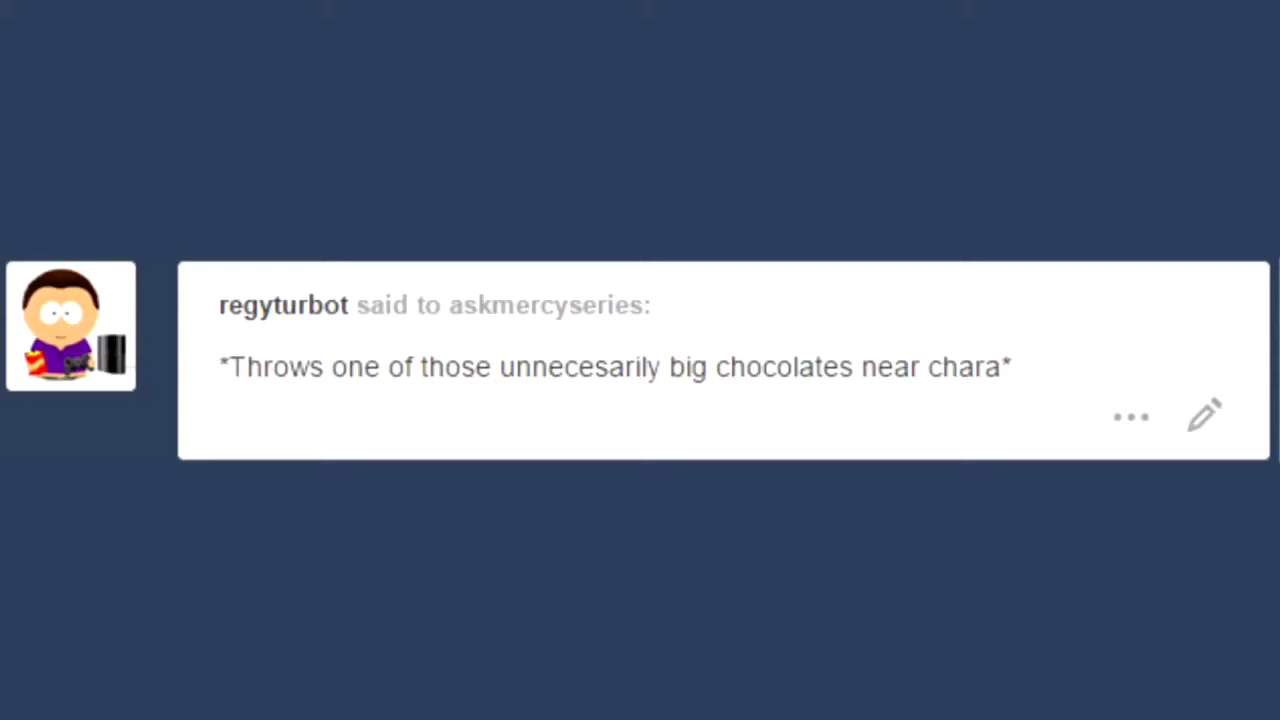 regyturbot said to askmercyseries:
*Throws one of those unnecesarily big chocolates near chara*